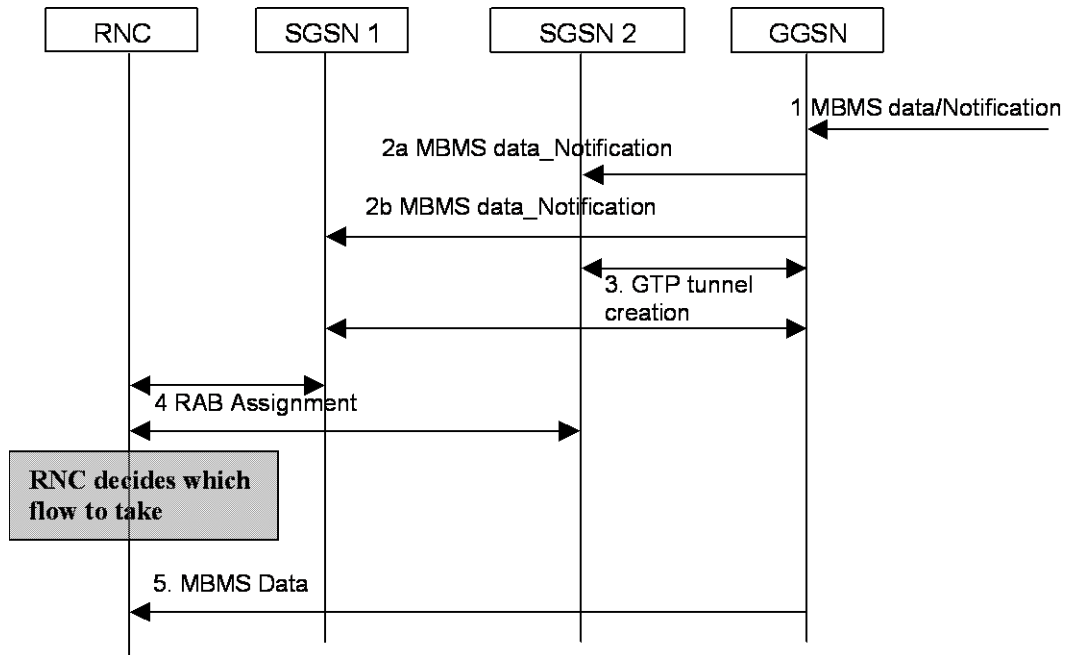 RNC
SGSN 1
SGSN 2
GGSN
1 MBMS data/Notification
2a MBMS data_Notification
2b MBMS data_Notification
3. GTP tunnel
creation
4 RAB Assignment
RNC decides which
flow to take
5. MBMS Data